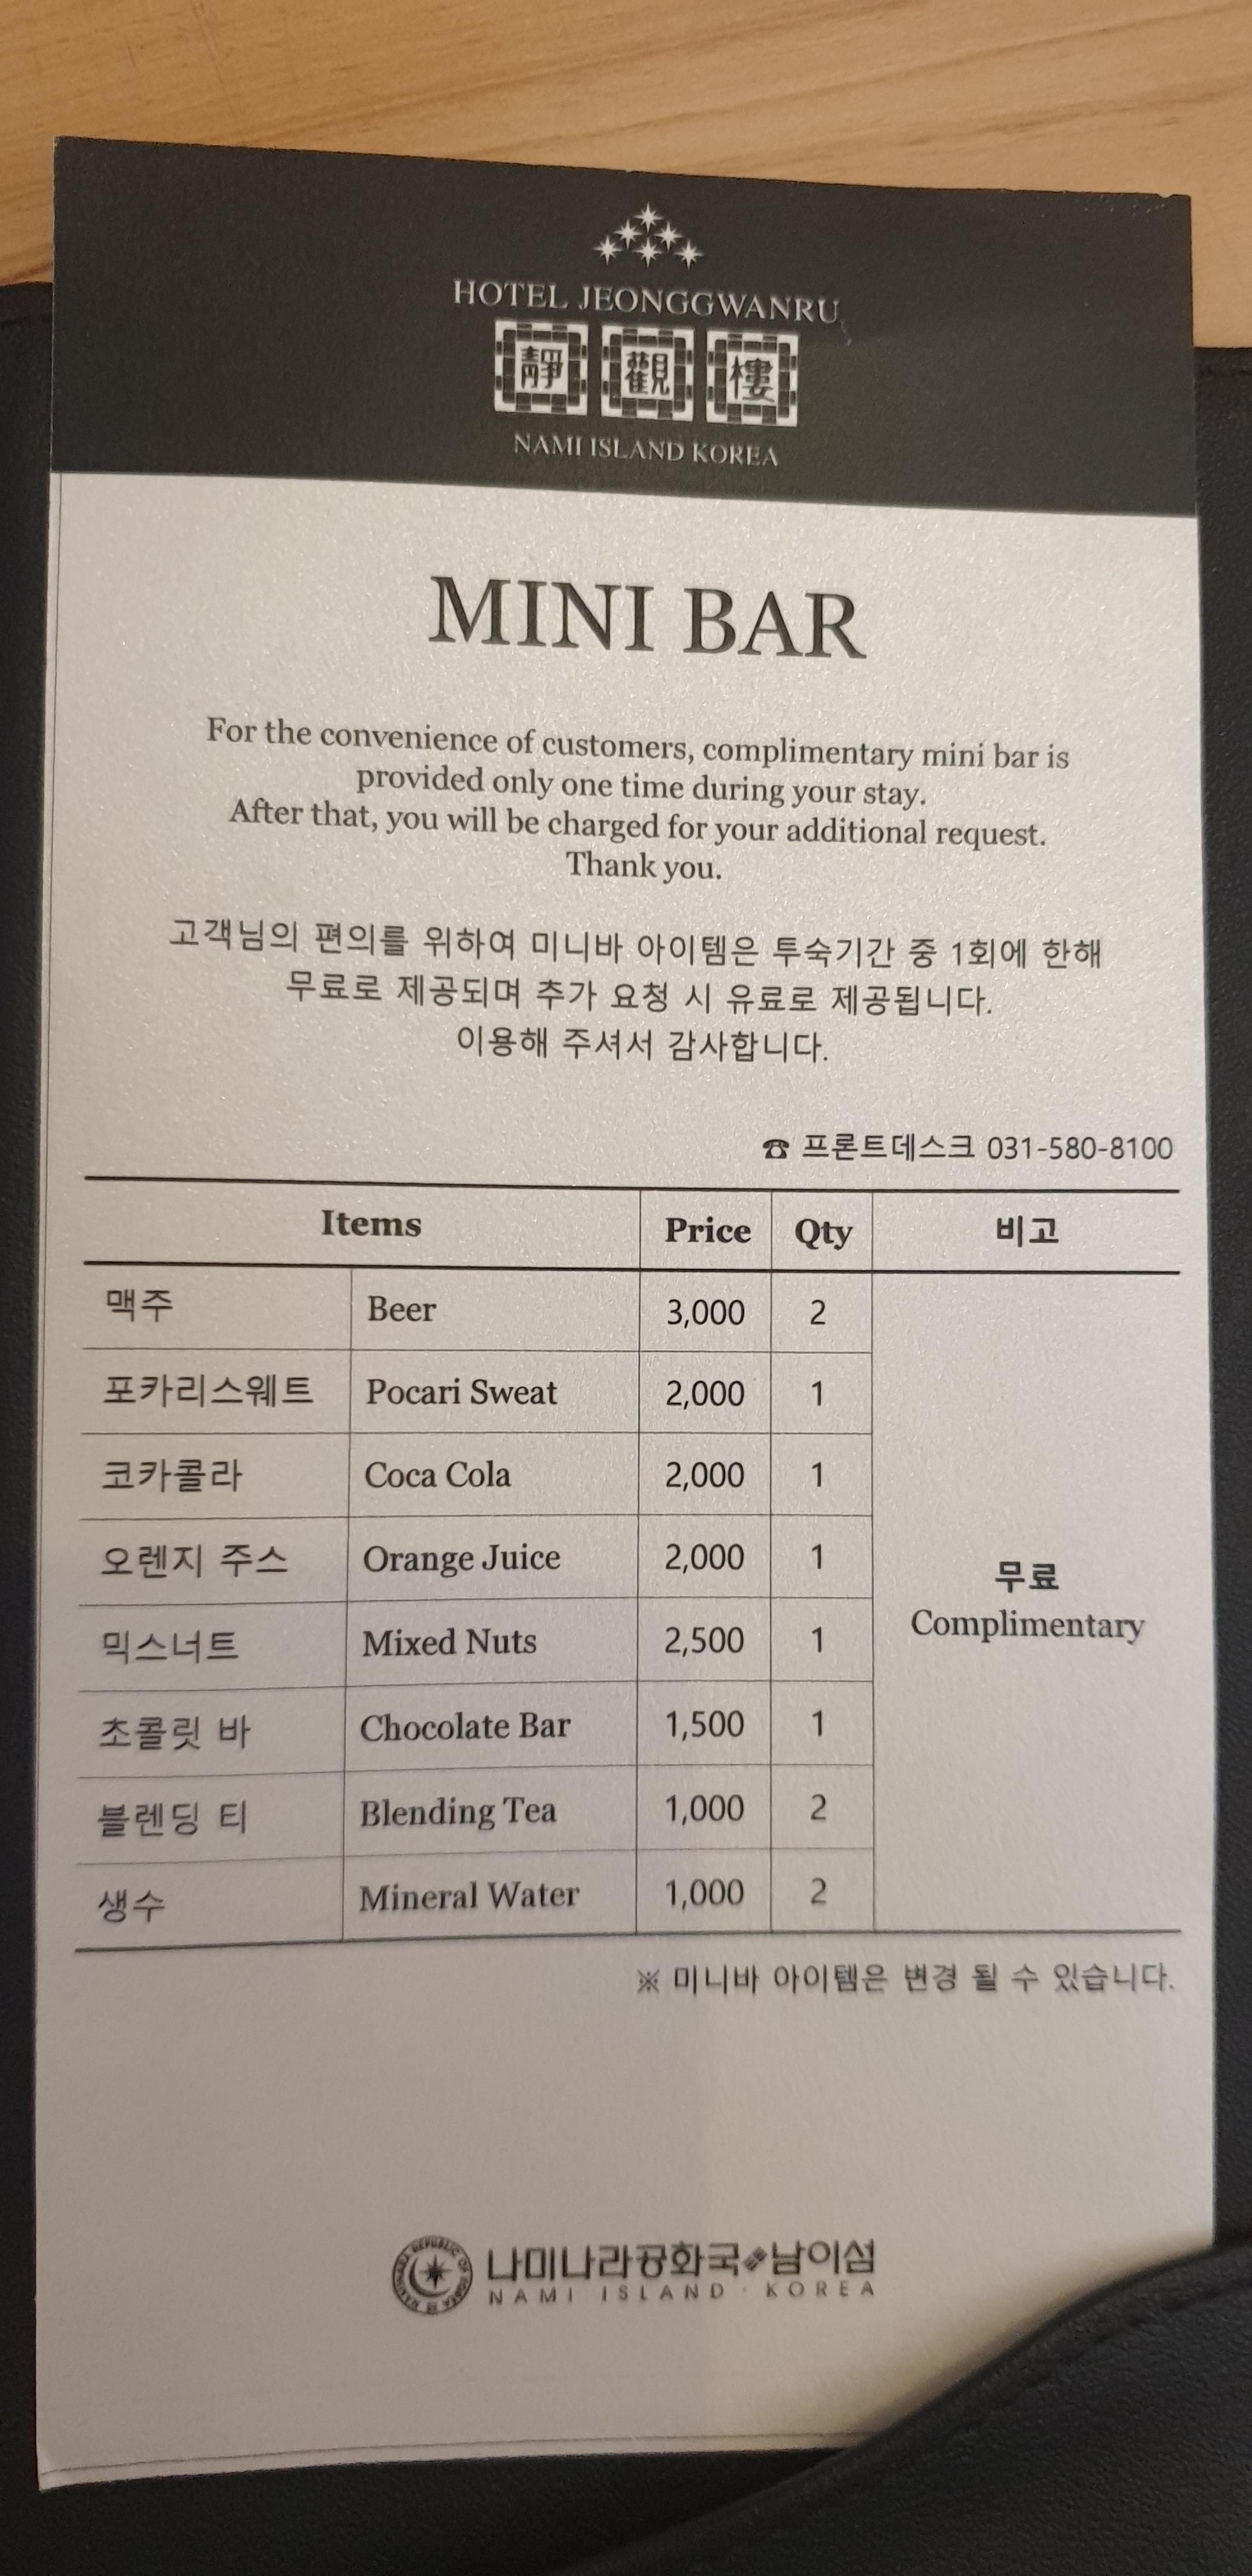 HOTEL JEONGGWANRU
靜觀樓
NAMI ISLAND KOREA
MINI BAR
For the convenience of customers, complimentary mini bar is
provided only one time during your stay.
After that, you will be charged for your additional request.
Thank you.
고객님의 편의를 위하여 미니바 아이템은 투숙기간 중 1회에 한해
무료로 제공되며 추가 요청 시 유료로 제공됩니다.
이용해 주셔서 감사합니다.
☎ 프론트데스크 031-580-8100
Items Price Qty 비고
맥주 Beer 3,000 2
포카리스웨트 Pocari Sweat 2,000 1
코카콜라 Coca Cola 2,000 1
오렌지 주스 Orange Juice 2,000 1
믹스너트 Mixed Nuts 2,500 1
초콜릿 바 Chocolate Bar 1,500 1
블렌딩 티 Blending Tea 1,000 2
생수 Mineral Water 1,000 2
무료
Complimentary
※ 미니바 아이템은 변경 될 수 있습니다.
나미나라공화국 남이섬
NAMI ISLAND · KOREA